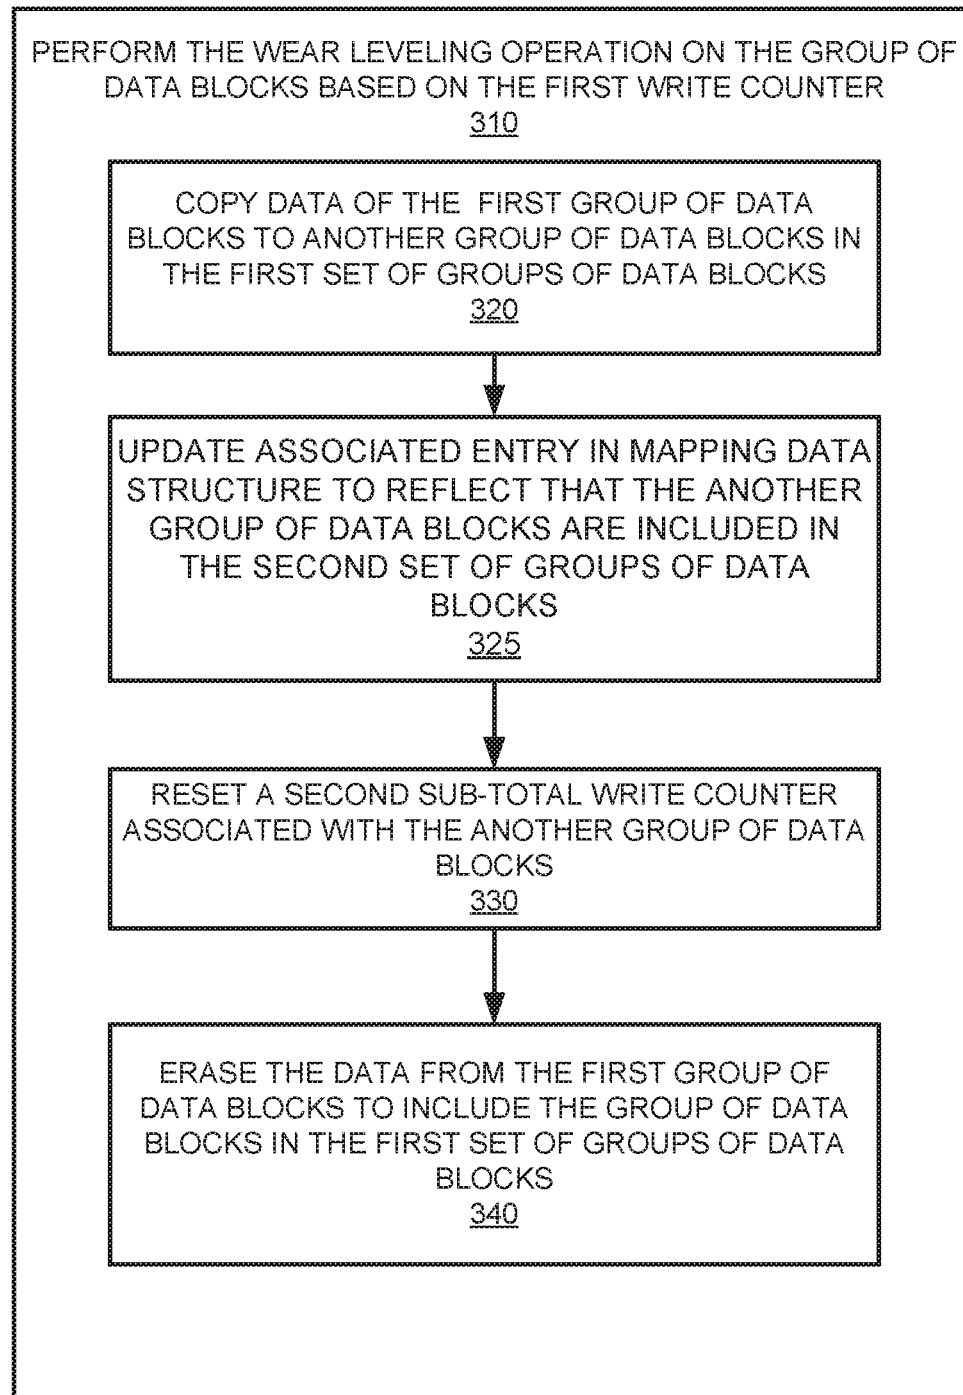 PERFORM THE WEAR LEVELING OPERATION ON THE GROUP OF
DATA BLOCKS BASED ON THE FIRST WRITE COUNTER
310
COPY DATA OF THE FIRST GROUP OF DATA
BLOCKS TO ANOTHER GROUP OF DATA BLOCKS IN
THE FIRST SET OF GROUPS OF DATA BLOCKS
320
UPDATE ASSOCIATED ENTRY IN MAPPING DATA
STRUCTURE TO REFLECT THAT THE ANOTHER
GROUP OF DATA BLOCKS ARE INCLUDED IN
THE SECOND SET OF GROUPS OF DATA
BLOCKS
325
RESET A SECOND SUB-TOTAL WRITE COUNTER
ASSOCIATED WITH THE ANOTHER GROUP OF DATA
BLOCKS
330
ERASE THE DATA FROM THE FIRST GROUP OF
DATA BLOCKS TO INCLUDE THE GROUP OF DATA
BLOCKS IN THE FIRST SET OF GROUPS OF DATA
BLOCKS
340